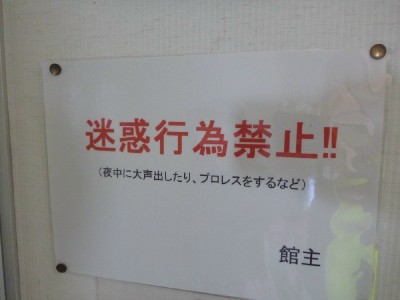 迷惑行為禁止!!
(夜中に大声出したり、プロレスをするなど)
館主